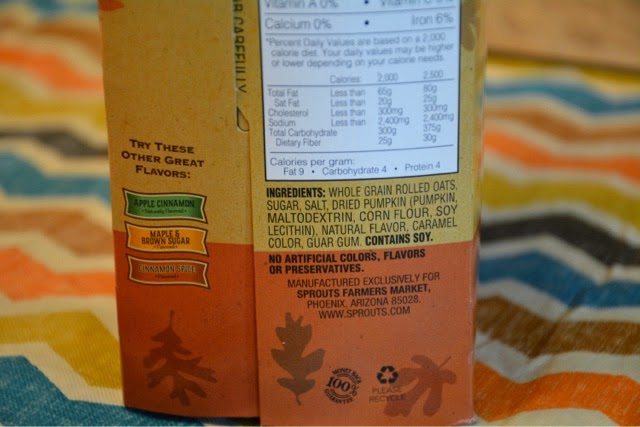 R CAREFULLY
TRY THESE
OTHER GREAT
FLAVORS:
APPLE CINNAMON
Naturally Flavored
MAPLE &
BROWN SUGAR
CINNAMON SPICE
Vitamin A 0% •
Calcium 0% • Iron 6%
*Percent Daily Values are based on a 2,000
calorie diet. Your daily values may be higher
or lower depending on your calorie needs.
Calories: 2,000 2,500
Total Fat Less than 65g 80g
Sat Fat Less than 20g 25g
Cholesterol Less than 300mg 300mg
Sodium Less than 2,400mg 2,400mg
Total Carbohydrate 300g 375g
Dietary Fiber 25g 30g
Calories per gram:
Fat 9 • Carbohydrate 4 • Protein 4
INGREDIENTS: WHOLE GRAIN ROLLED OATS,
SUGAR, SALT, DRIED PUMPKIN (PUMPKIN,
MALTODEXTRIN, CORN FLOUR, SOY
LECITHIN), NATURAL FLAVOR, CARAMEL
COLOR, GUAR GUM. CONTAINS SOY.
NO ARTIFICIAL COLORS, FLAVORS
OR PRESERVATIVES.
MANUFACTURED EXCLUSIVELY FOR
SPROUTS FARMERS MARKET,
PHOENIX, ARIZONA 85028.
WWW.SPROUTS.COM
MONEY BACK
100%
GUARANTEE
PLEASE
RECYCLE